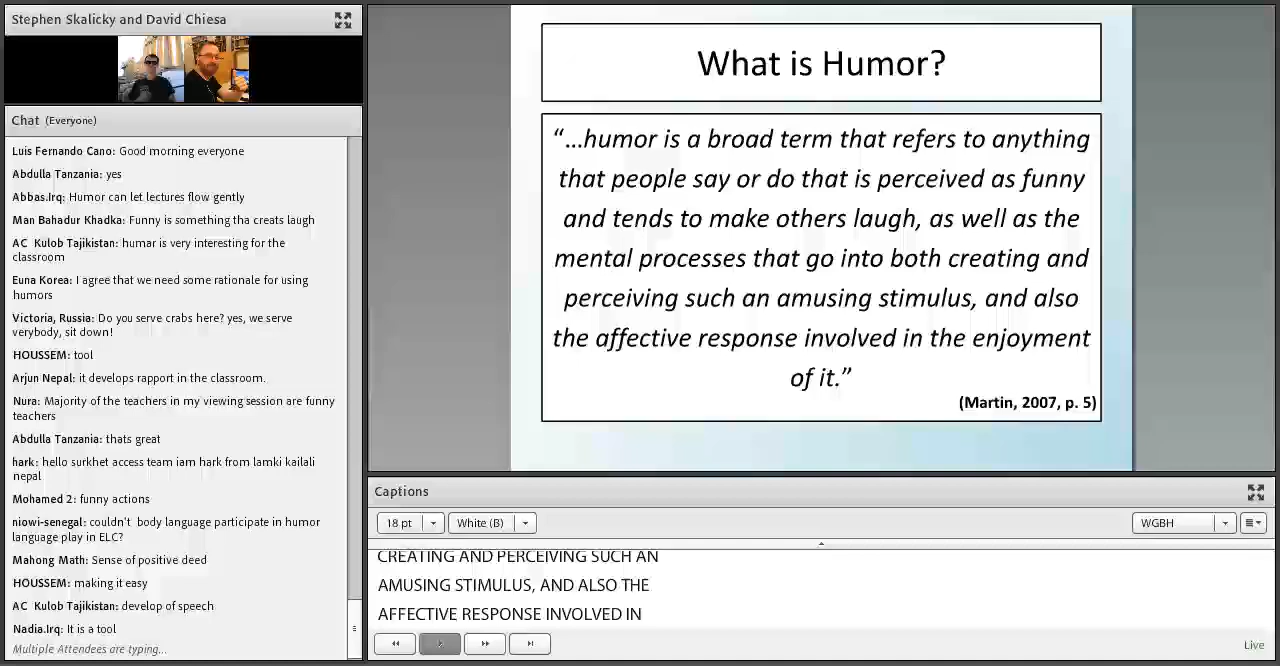 Stephen Skalicky and David Chiesa
Chat (Everyone)
Luis Fernando Cano: Good morning everyone
Abdulla Tanzania: yes
Abbas.Irq: Humor can let lectures flow gently
Man Bahadur Khadka: Funny is something tha creats laugh
AC Kulob Tajikistan: humar is very interesting for the
classroom
Euna Korea: I agree that we need some rationale for using
humors
Victoria, Russia: Do you serve crabs here? yes, we serve
verybody, sit down!
HOUSSEM: tool
Arjun Nepal: it develops rapport in the classroom.
Nura: Majority of the teachers in my viewing session are funny
teachers
Abdulla Tanzania: thats great
hark: hello surkhet access team iam hark from lamki kailali
nepal
Mohamed 2: funny actions
niowi-senegal: couldn't body language participate in humor
language play in ELC?
Mahong Math: Sense of positive deed
HOUSSEM: making it easy
AC Kulob Tajikistan: develop of speech
Nadia.Irq: It is a tool
Multiple Attendees are typing...
What is Humor?
“...humor is a broad term that refers to anything
that people say or do that is perceived as funny
and tends to make others laugh, as well as the
mental processes that go into both creating and
perceiving such an amusing stimulus, and also
the affective response involved in the enjoyment
of it.”
(Martin, 2007, p. 5)
Captions
18 pt
White (B)
WGBH
CREATING AND PERCEIVING SUCH AN
AMUSING STIMULUS, AND ALSO THE
AFFECTIVE RESPONSE INVOLVED IN
Live